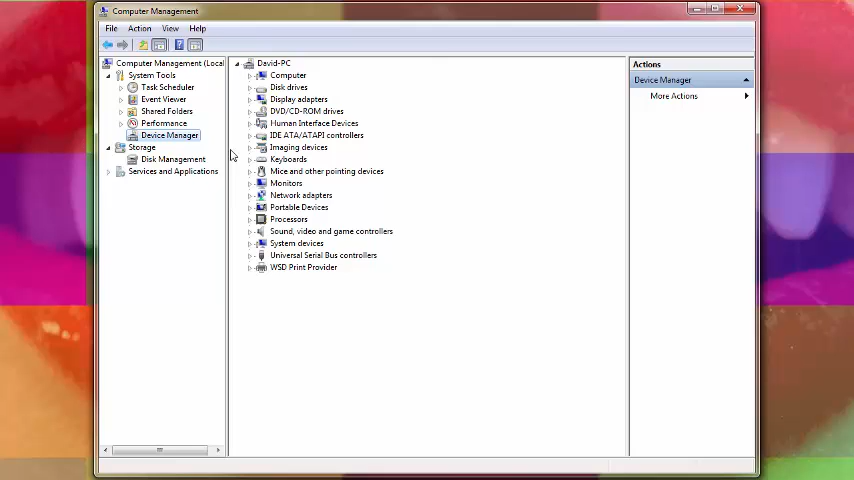 Computer Management
File Action View Help
Computer Management (Local
System Tools
Task Scheduler
Event Viewer
Shared Folders
Performance
Device Manager
Storage
Disk Management
Services and Applications
David-PC
Computer
Disk drives
Display adapters
DVD/CD-ROM drives
Human Interface Devices
IDE ATA/ATAPI controllers
Imaging devices
Keyboards
Mice and other pointing devices
Monitors
Network adapters
Portable Devices
Processors
Sound, video and game controllers
System devices
Universal Serial Bus controllers
WSD Print Provider
Actions
Device Manager
More Actions